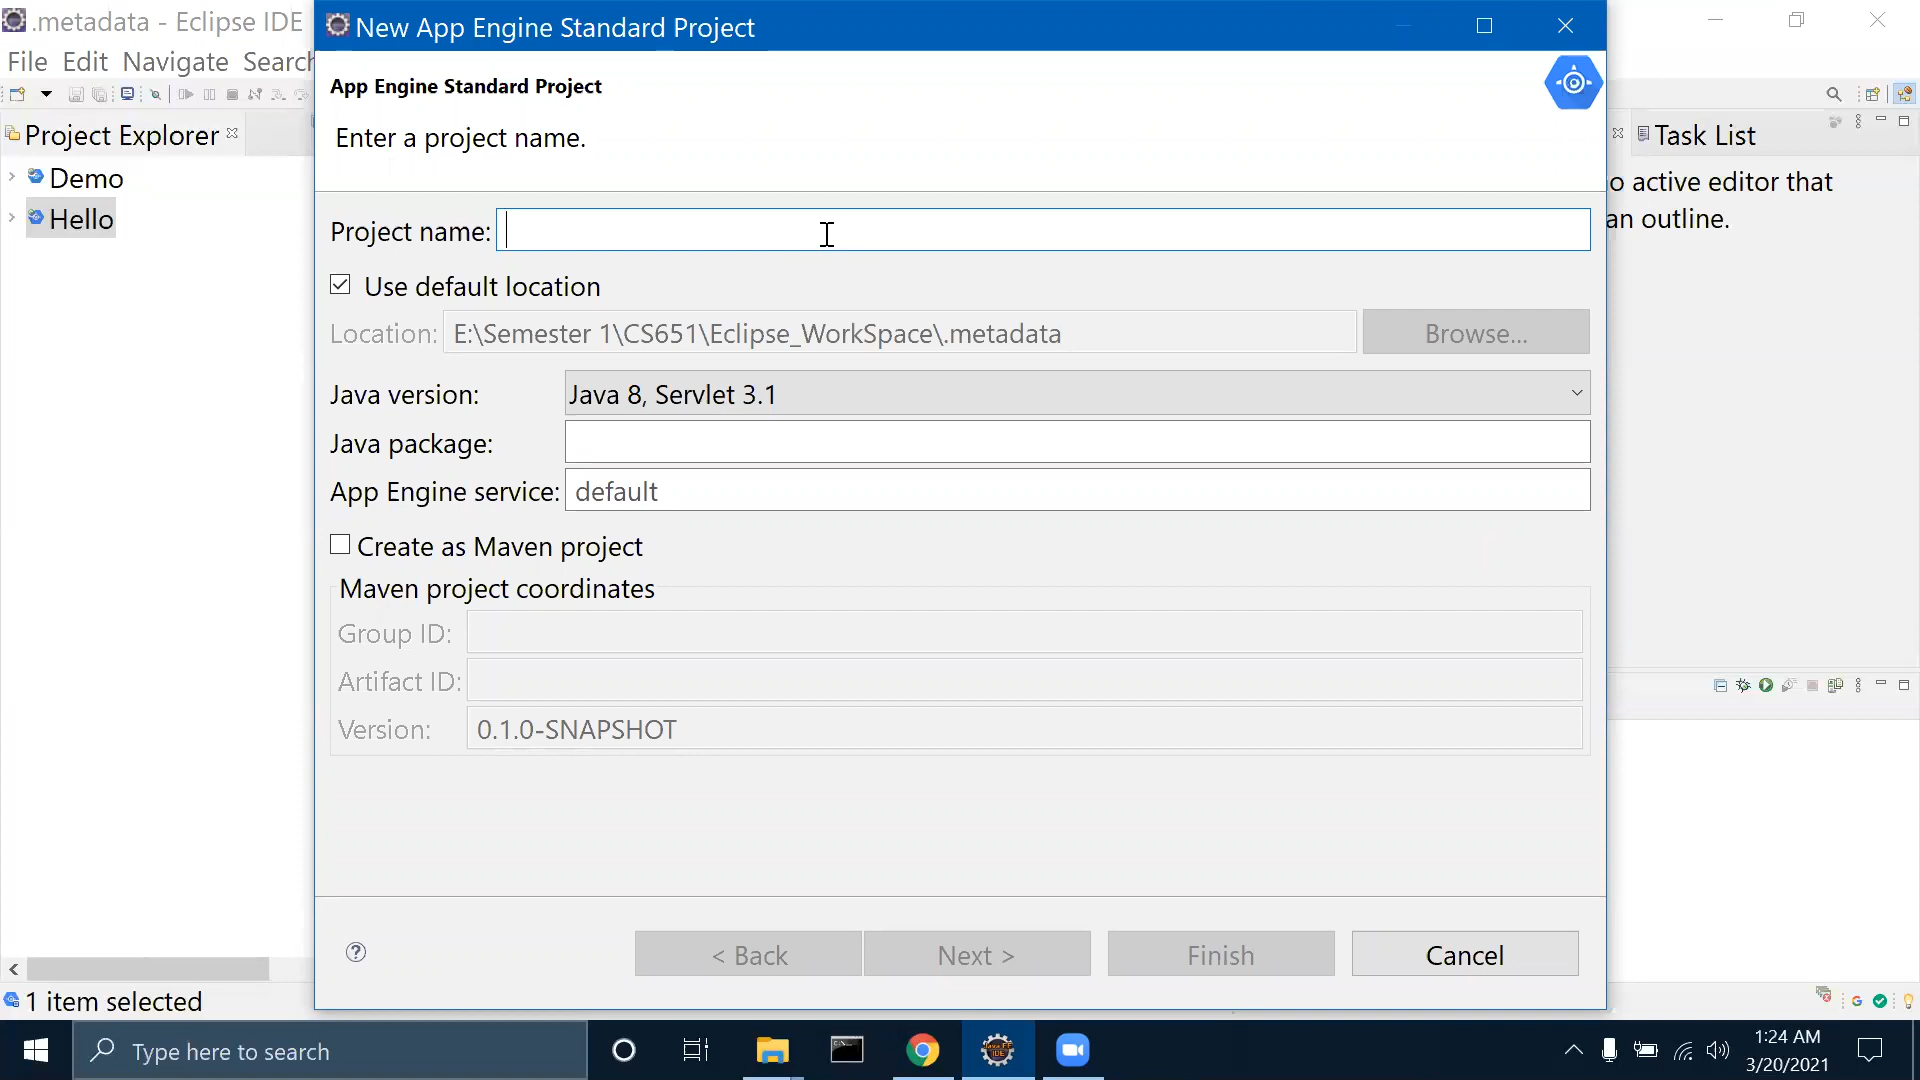 .metadata - Eclipse IDE
New App Engine Standard Project
File Edit Navigate Search
App Engine Standard Project
Enter a project name.
Project Explorer
Task List
Demo
Hello
o active editor that
an outline.
Project name:
Use default location
Location: E:\Semester 1\CS651\Eclipse_WorkSpace\.metadata Browse...
Java version: Java 8, Servlet 3.1
Java package:
App Engine service: default
Create as Maven project
Maven project coordinates
Group ID:
Artifact ID:
Version: 0.1.0-SNAPSHOT
< Back Next > Finish Cancel
1 item selected
Type here to search
1:24 AM
3/20/2021